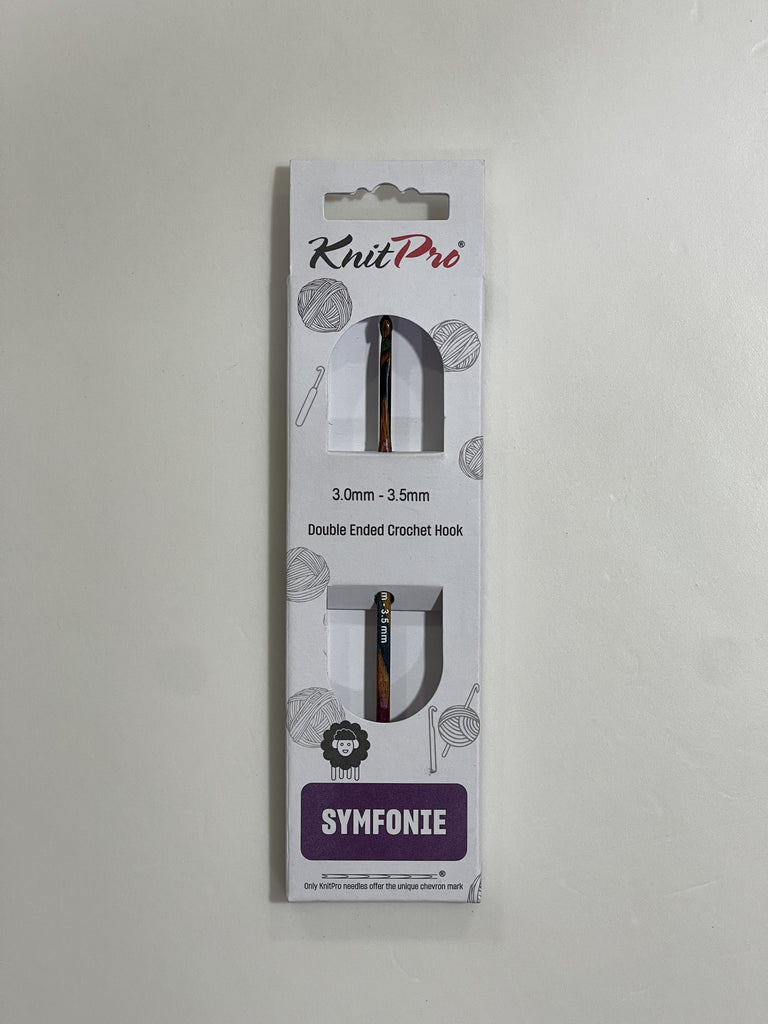 KnitPro®
3.0mm - 3.5mm
Double Ended Crochet Hook
- 3.5 mm
SYMFONIE
®
Only KnitPro needles offer the unique chevron mark